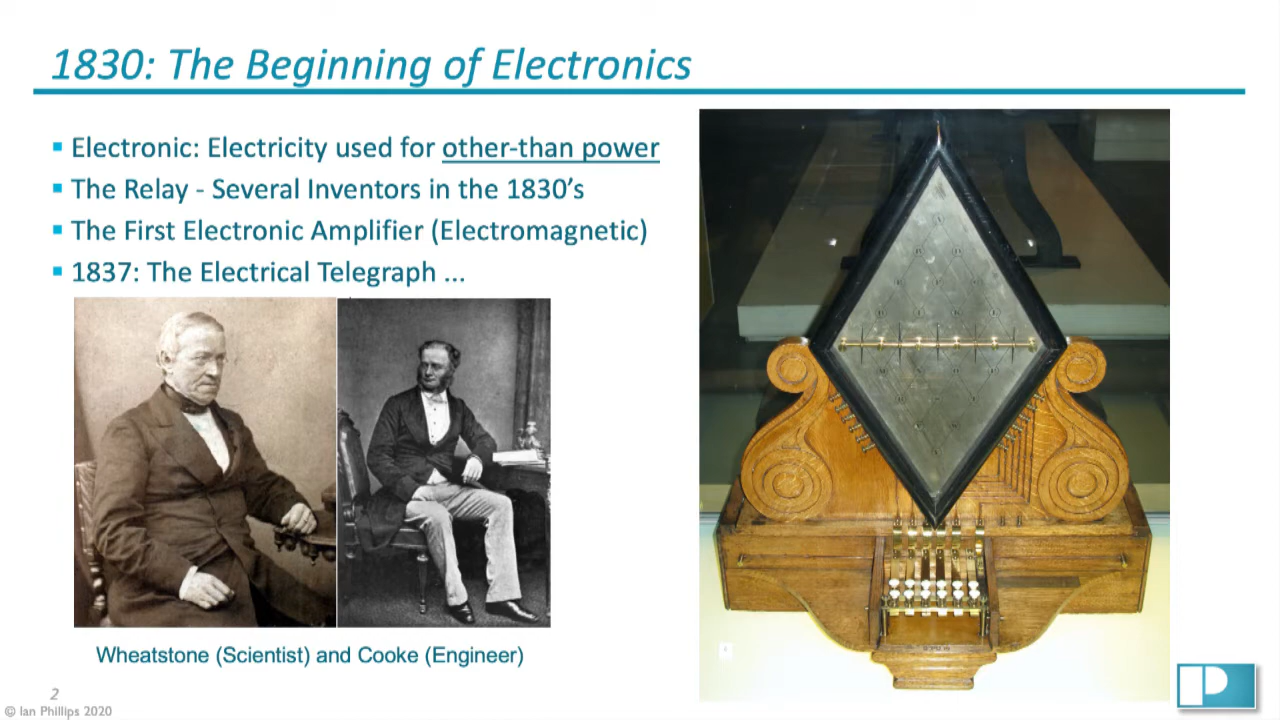 1830: The Beginning of Electronics
▪ Electronic: Electricity used for other-than power
▪ The Relay - Several Inventors in the 1830’s
▪ The First Electronic Amplifier (Electromagnetic)
▪ 1837: The Electrical Telegraph ...
Wheatstone (Scientist) and Cooke (Engineer)
2
© Ian Phillips 2020
P